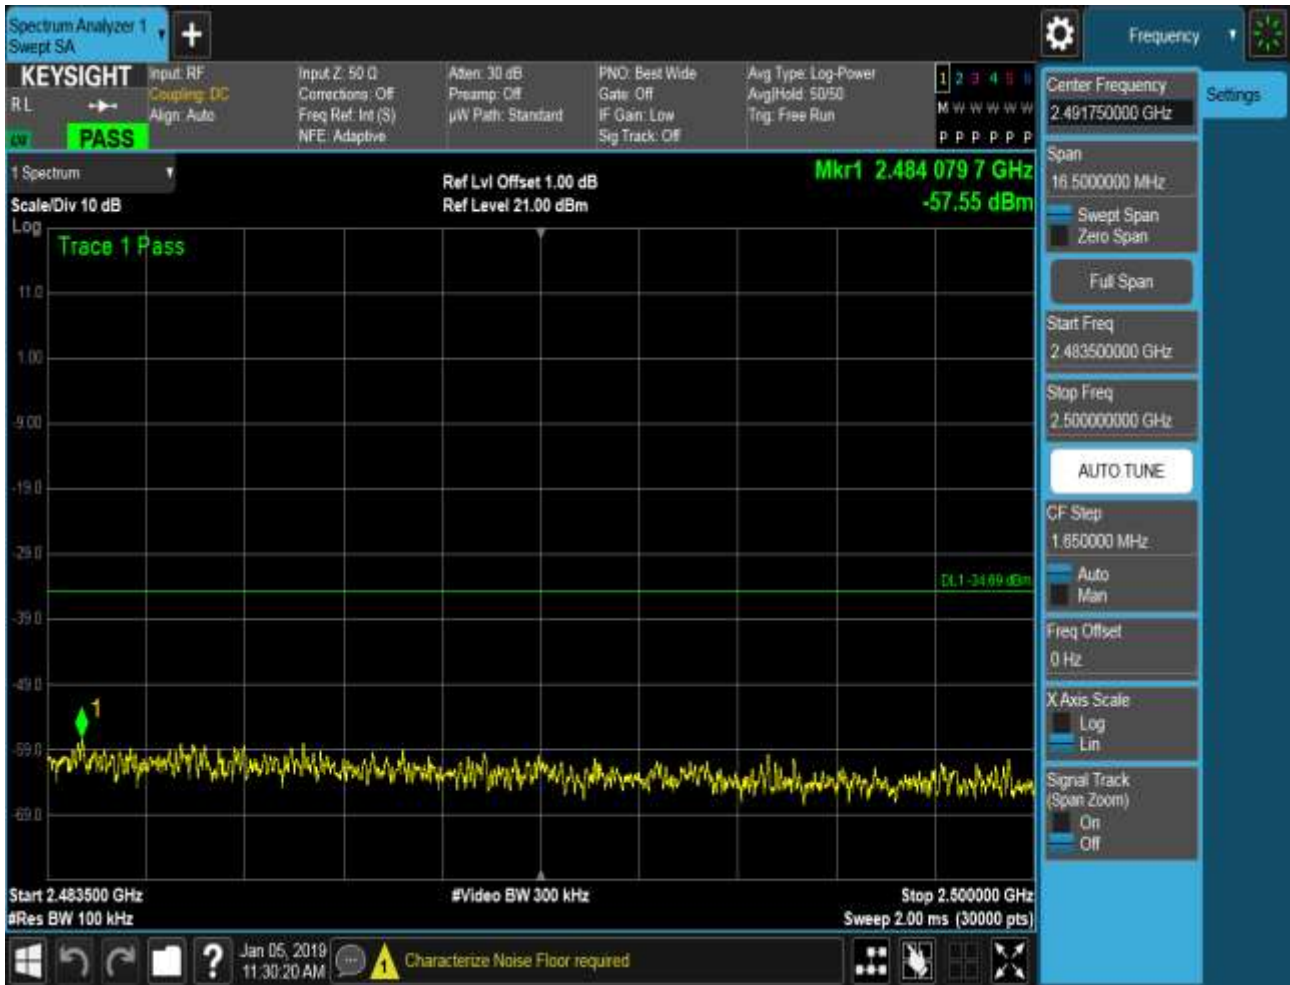 Spectrum Analyzer 1
Swept SA
+
Frequency
KEYSIGHT
RL
PASS
Input: RF
Coupling: DC
Align: Auto
Input Z: 50 Ω
Corrections: Off
Freq Ref: Int (S)
NFE: Adaptive
Atten: 30 dB
Preamp: Off
µW Path: Standard
PNO: Best Wide
Gate: Off
IF Gain: Low
Sig Track: Off
Avg Type: Log-Power
Avg|Hold: 50/50
Trig: Free Run
1 2 3 4 5 6
M W W W W W
P P P P P P
1 Spectrum
Scale/Div 10 dB
Log
Ref Lvl Offset 1.00 dB
Ref Level 21.00 dBm
Mkr1 2.484 079 7 GHz
-57.55 dBm
Trace 1 Pass
11.0
1.00
-9.00
-19.0
-29.0
DL1 -34.69 dBm
-39.0
-49.0
1
-59.0
-69.0
Start 2.483500 GHz
#Video BW 300 kHz
Stop 2.500000 GHz
#Res BW 100 kHz
Sweep 2.00 ms (30000 pts)
?
Jan 05, 2019
11:30:20 AM
Characterize Noise Floor required
Settings
Center Frequency
2.491750000 GHz
Span
16.5000000 MHz
Swept Span
Zero Span
Full Span
Start Freq
2.483500000 GHz
Stop Freq
2.500000000 GHz
AUTO TUNE
CF Step
1.650000 MHz
Auto
Man
Freq Offset
0 Hz
X Axis Scale
Log
Lin
Signal Track
(Span Zoom)
On
Off